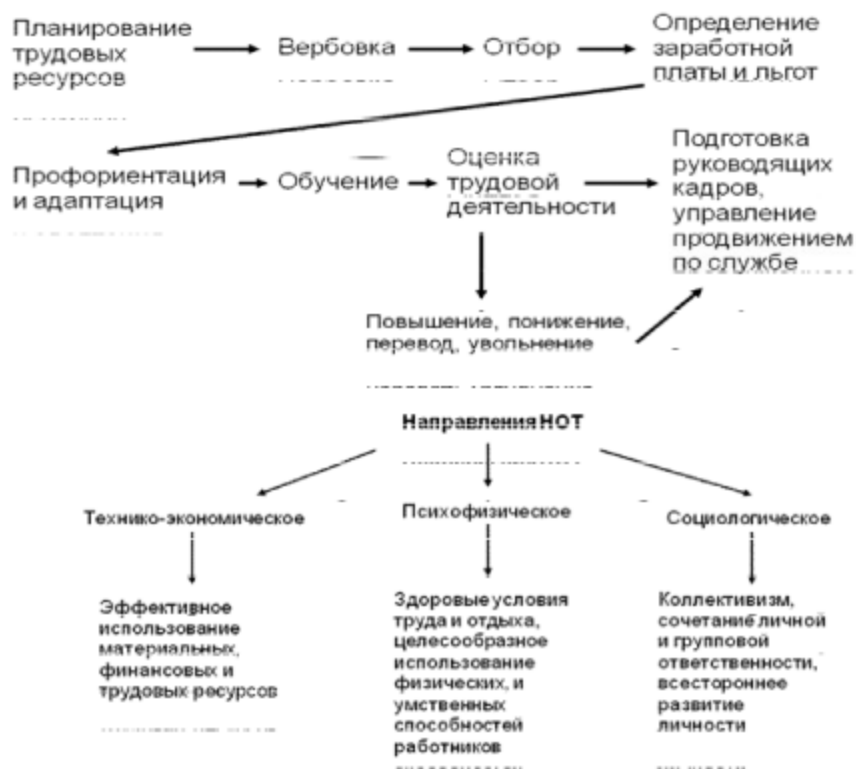 Планирование
трудовых
ресурсов
Вербовка
Отбор
Определение
заработной
платы и льгот
Профориентация
и адаптация
Обучение
Оценка
трудовой
деятельности
Подготовка
руководящих
кадров,
управление
продвижением
по службе
Повышение, понижение,
перевод, увольнение
Направления НОТ
Технико-экономическое
Психофизическое
Социологическое
Эффективное
использование
материальных,
финансовых и
трудовых ресурсов
Здоровые условия
труда и отдыха,
целесообразное
использование
физических, и
умственных
способностей
работников
Коллективизм,
сочетание личной
и групповой
ответственности,
всестороннее
развитие
личности